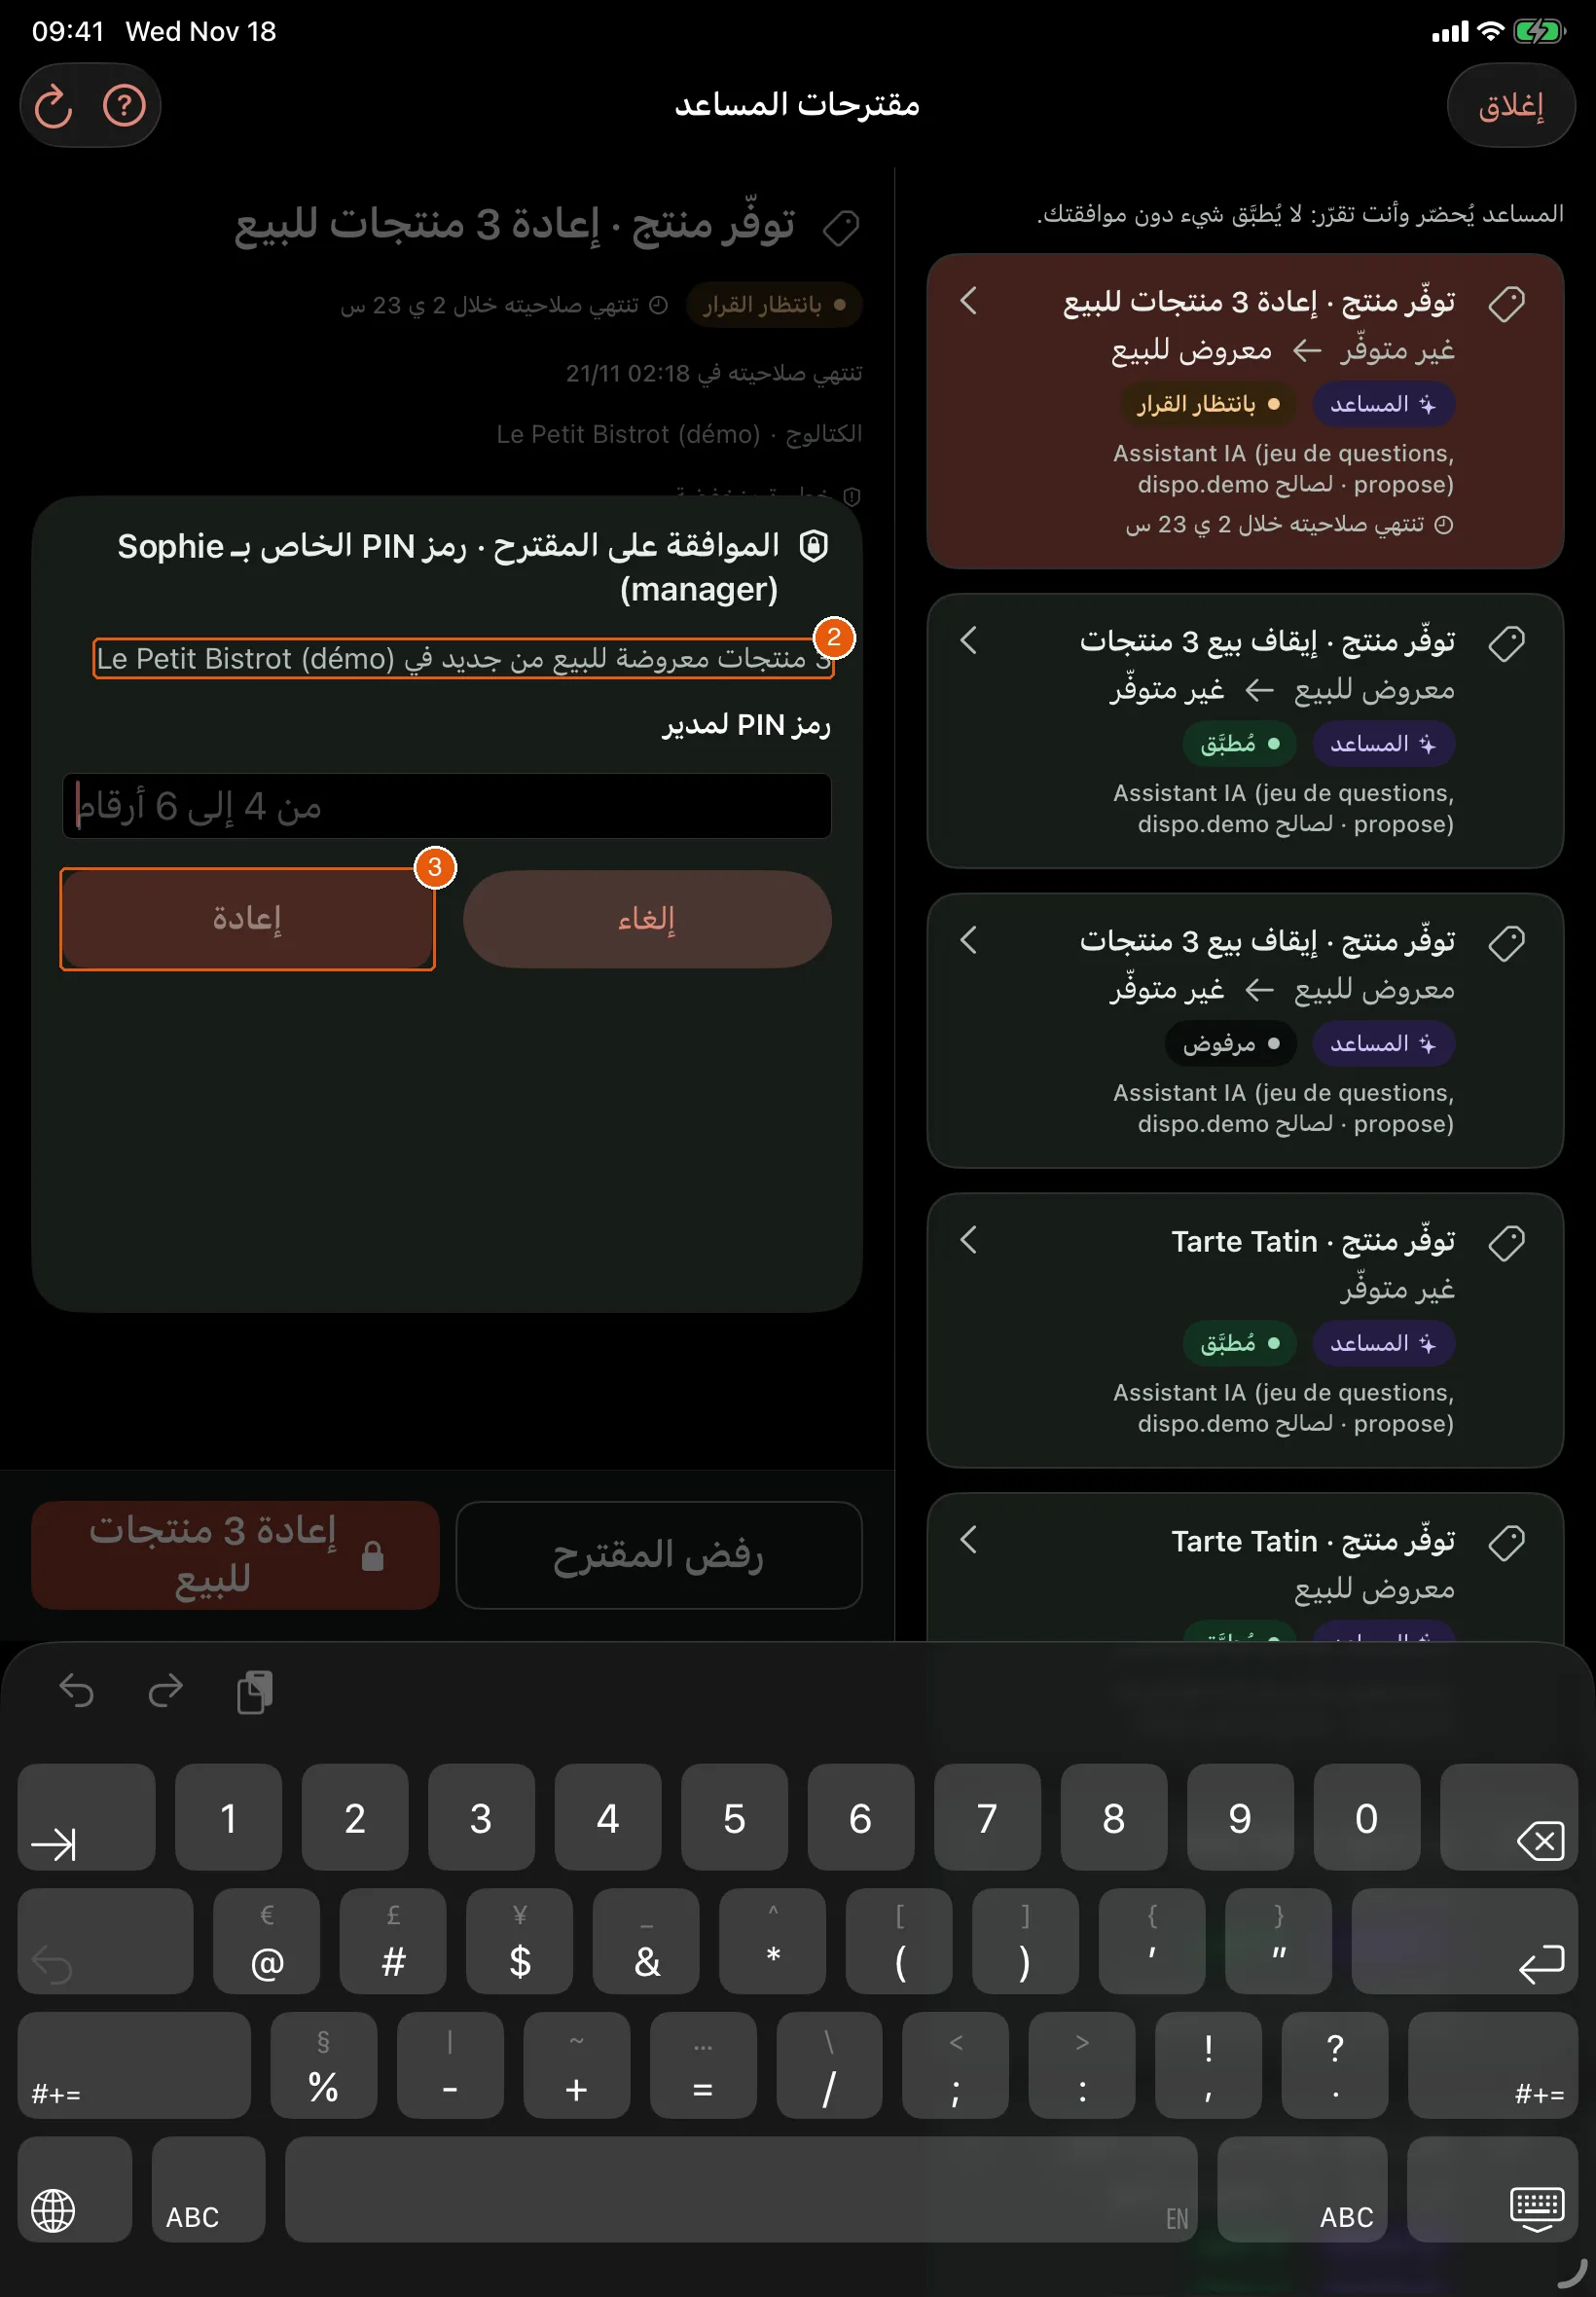 09:41 Wed Nov 18
مقترحات المساعد
إغلاق
المساعد يُحضّر وأنت تقرّر: لا يُطبَّق شيء دون موافقتك.
توفّر منتج · إعادة 3 منتجات للبيع
غير متوفّر ← معروض للبيع
المساعد
بانتظار القرار
Assistant IA (jeu de questions,
propose) · لصالح dispo.demo
تنتهي صلاحيته خلال 2 ي 23 س
توفّر منتج · إيقاف بيع 3 منتجات
معروض للبيع ← غير متوفّر
المساعد
مُطبَّق
Assistant IA (jeu de questions,
propose) · لصالح dispo.demo
توفّر منتج · إيقاف بيع 3 منتجات
معروض للبيع ← غير متوفّر
المساعد
مرفوض
Assistant IA (jeu de questions,
propose) · لصالح dispo.demo
توفّر منتج · Tarte Tatin
غير متوفّر
المساعد
مُطبَّق
Assistant IA (jeu de questions,
propose) · لصالح dispo.demo
توفّر منتج · Tarte Tatin
معروض للبيع
توفّر منتج · إعادة 3 منتجات للبيع
بانتظار القرار
تنتهي صلاحيته خلال 2 ي 23 س
تنتهي صلاحيته في 21/11 02:18
الكتالوج · Le Petit Bistrot (démo)
الموافقة على المقترح · رمز PIN الخاص بـ Sophie
(manager)
2
3 منتجات معروضة للبيع من جديد في Le Petit Bistrot (démo)
رمز PIN لمدير
من 4 إلى 6 أرقام
3
إلغاء
إعادة
رفض المقترح
إعادة 3 منتجات
للبيع
1 2 3 4 5 6 7 8 9 0
€ £ ¥ _ ^ [ ] { }
@ # $ & * ( ) ' "
§ | ~ … \ < > ! ?
#+= % - + = / ; : , . #+=
ABC EN ABC